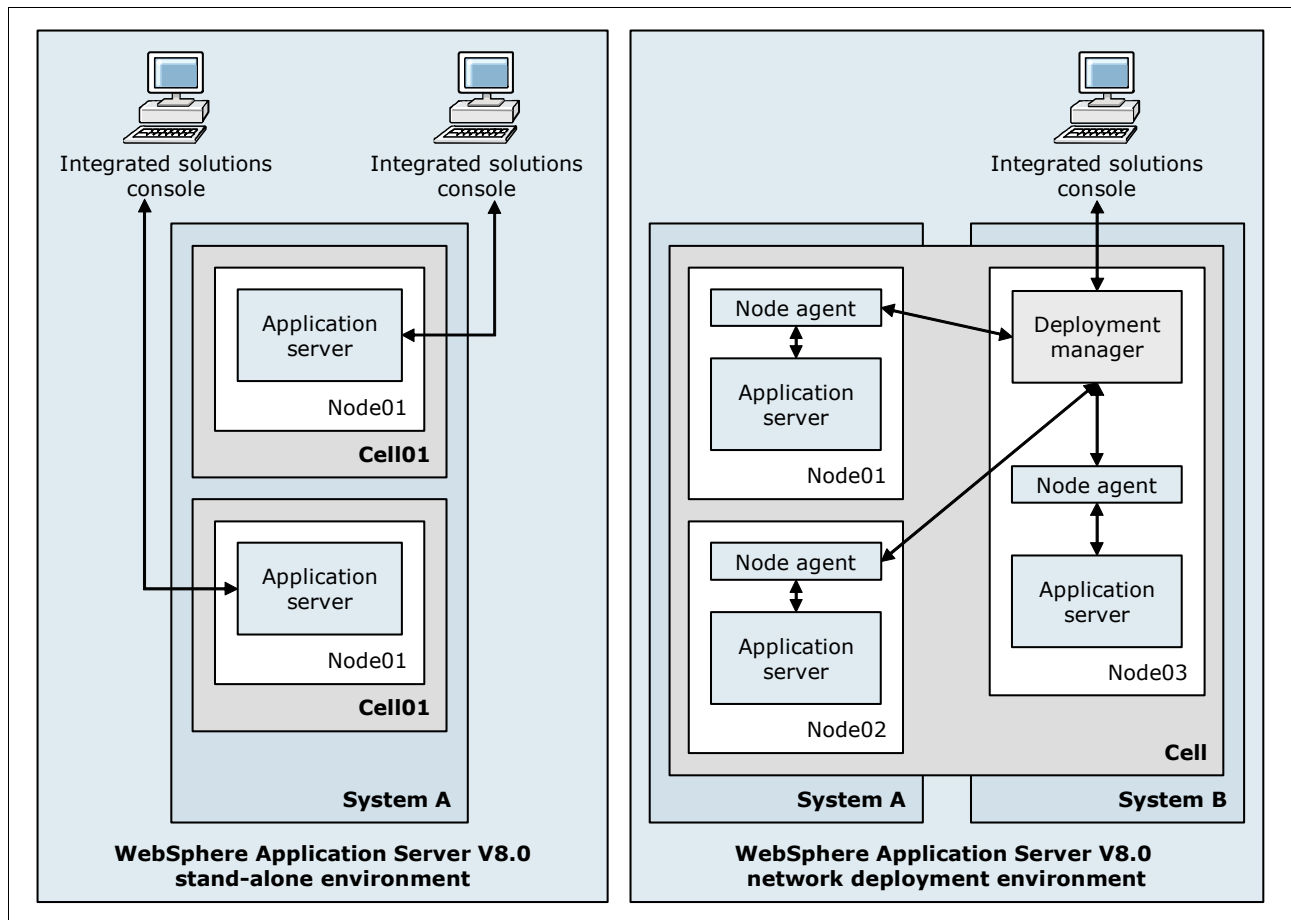 Integrated solutions
console
Integrated solutions
console
Application
server
Node01
Cell01
Application
server
Node01
Cell01
System A
WebSphere Application Server V8.0
stand-alone environment
Integrated solutions
console
Node agent
Application
server
Node01
Node agent
Application
server
Node02
Deployment
manager
Node agent
Application
server
Node03
Cell
System A
System B
WebSphere Application Server V8.0
network deployment environment